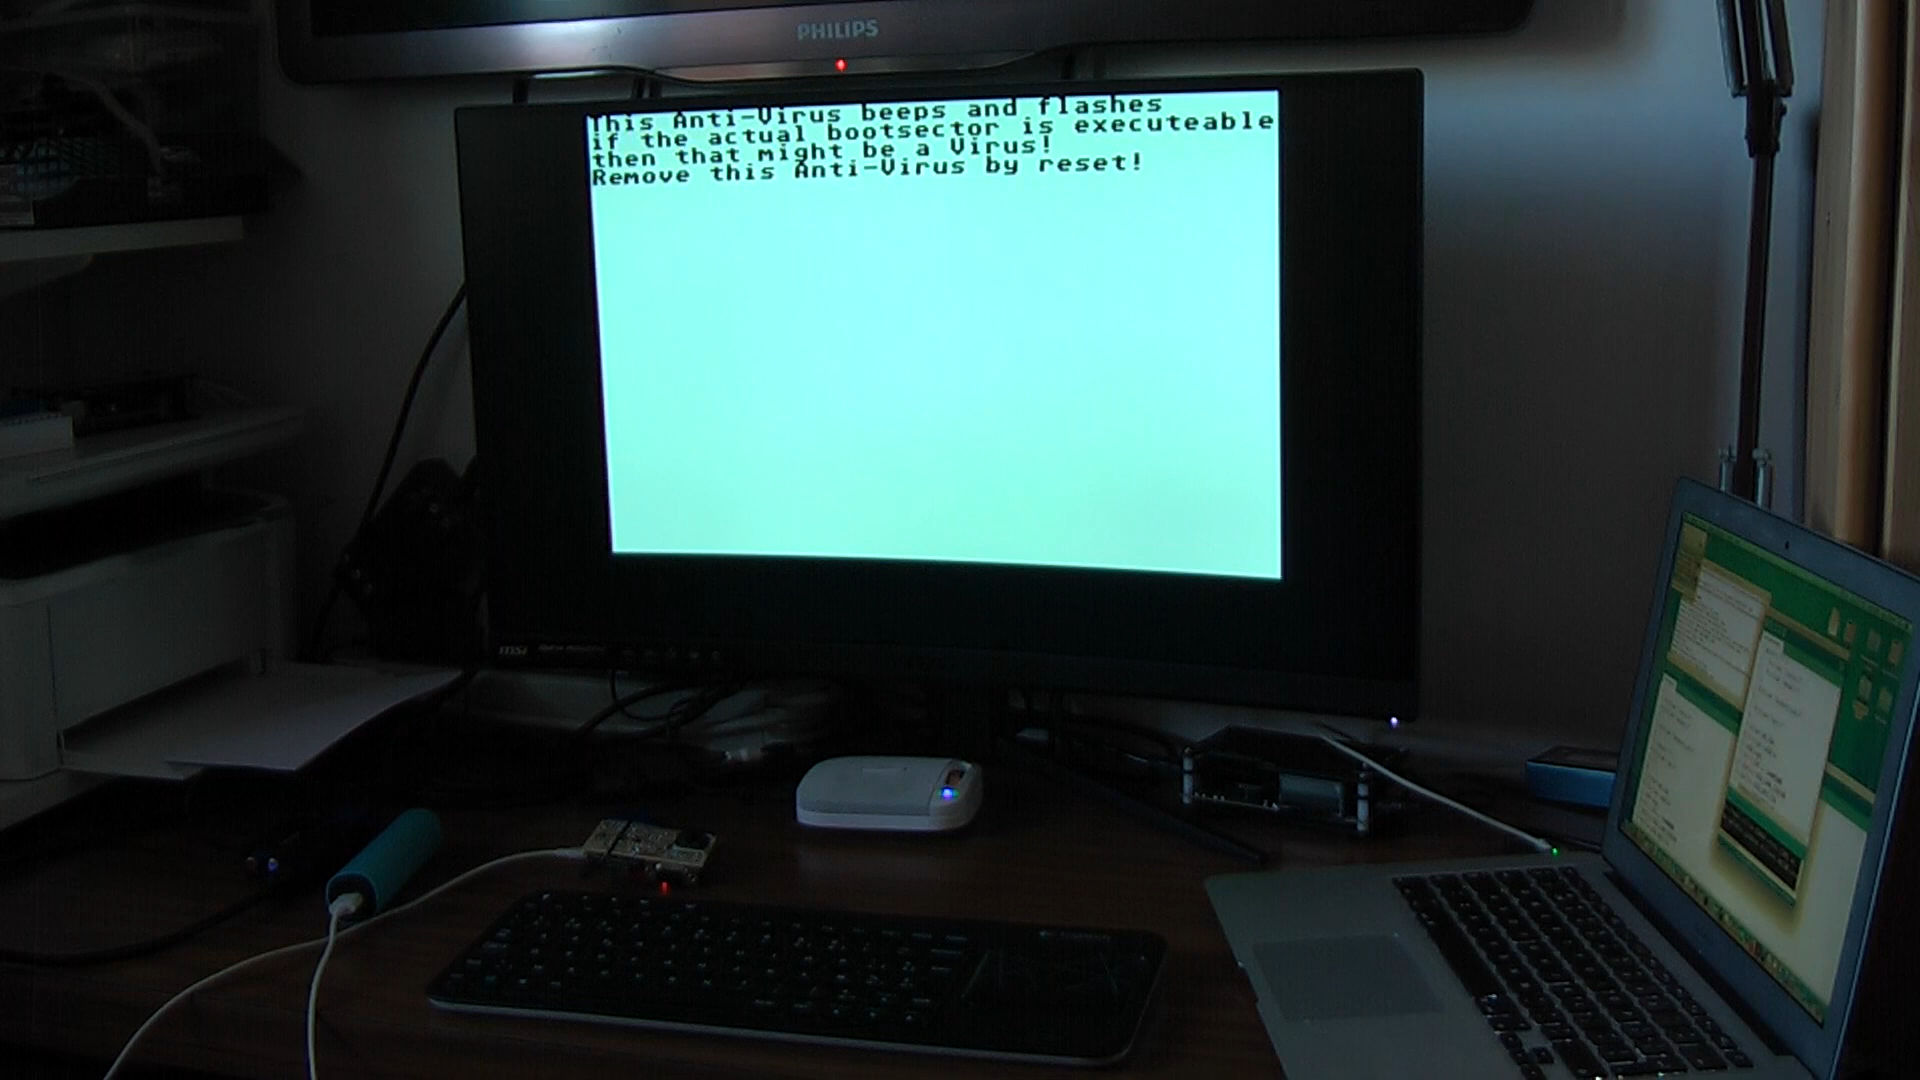 PHILIPS
This Anti-Virus beeps and flashes
if the actual bootsector is executeable
then that might be a Virus!
Remove this Anti-Virus by reset!
msi